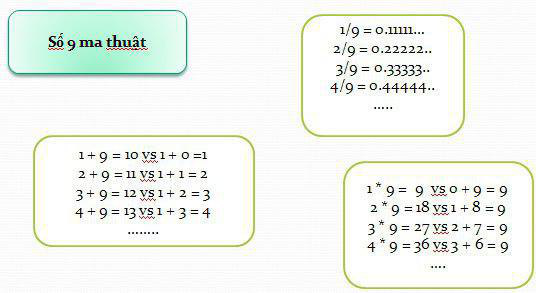 Số 9 ma thuật
1/9 = 0.11111...
2/9 = 0.22222..
3/9 = 0.33333..
4/9 = 0.44444..
.....
1 + 9 = 10 vs 1 + 0 =1
2 + 9 = 11 vs 1 + 1 = 2
3 + 9 = 12 vs 1 + 2 = 3
4 + 9 = 13 vs 1 + 3 = 4
........
1 * 9 = 9 vs 0 + 9 = 9
2 * 9 = 18 vs 1 + 8 = 9
3 * 9 = 27 vs 2 + 7 = 9
4 * 9 = 36 vs 3 + 6 = 9
....